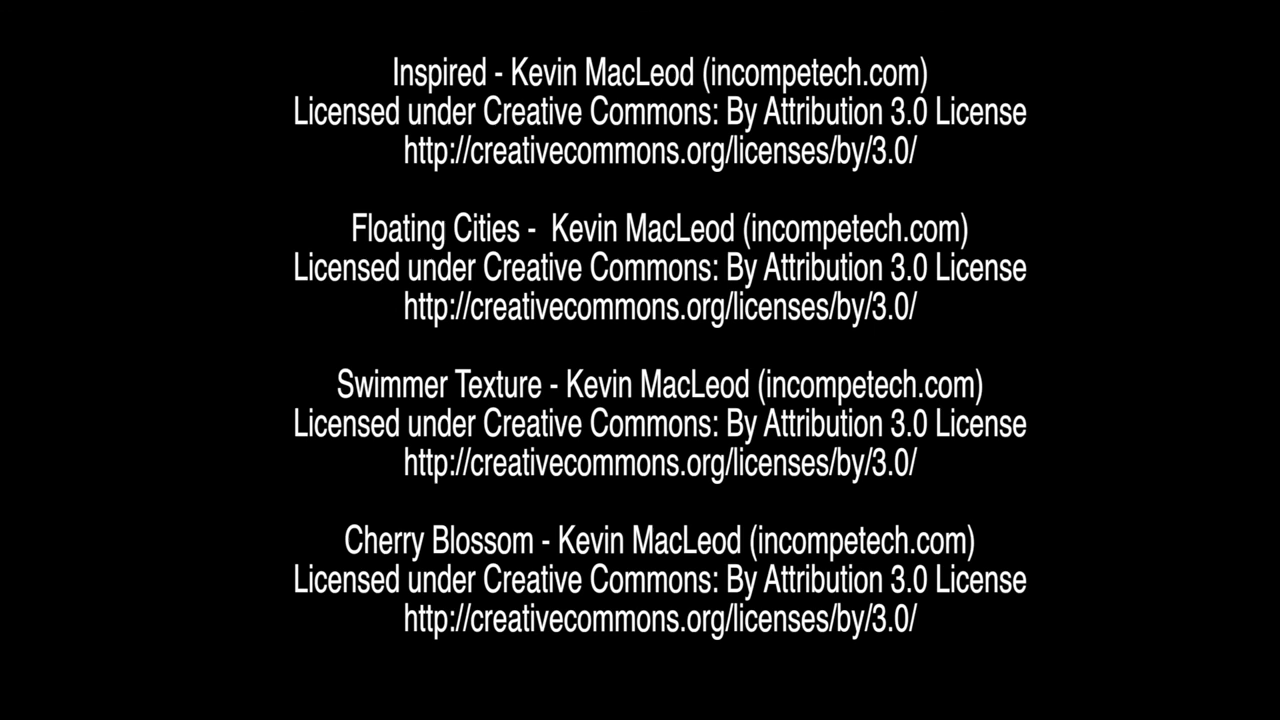 Inspired - Kevin MacLeod (incompetech.com)
Licensed under Creative Commons: By Attribution 3.0 License
http://creativecommons.org/licenses/by/3.0/
Floating Cities -  Kevin MacLeod (incompetech.com)
Licensed under Creative Commons: By Attribution 3.0 License
http://creativecommons.org/licenses/by/3.0/
Swimmer Texture - Kevin MacLeod (incompetech.com)
Licensed under Creative Commons: By Attribution 3.0 License
http://creativecommons.org/licenses/by/3.0/
Cherry Blossom - Kevin MacLeod (incompetech.com)
Licensed under Creative Commons: By Attribution 3.0 License
http://creativecommons.org/licenses/by/3.0/